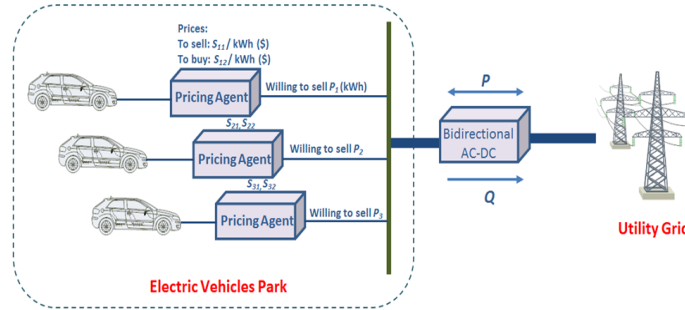 Prices:
To sell: S11/ kWh ($)
To buy: S12/ kWh ($)
Pricing Agent
Willing to sell P1 (kWh)
S21, S22
Pricing Agent
Willing to sell P2
S31, S32
Pricing Agent
Willing to sell P3
Electric Vehicles Park
P
Bidirectional
AC-DC
Q
Utility Gric